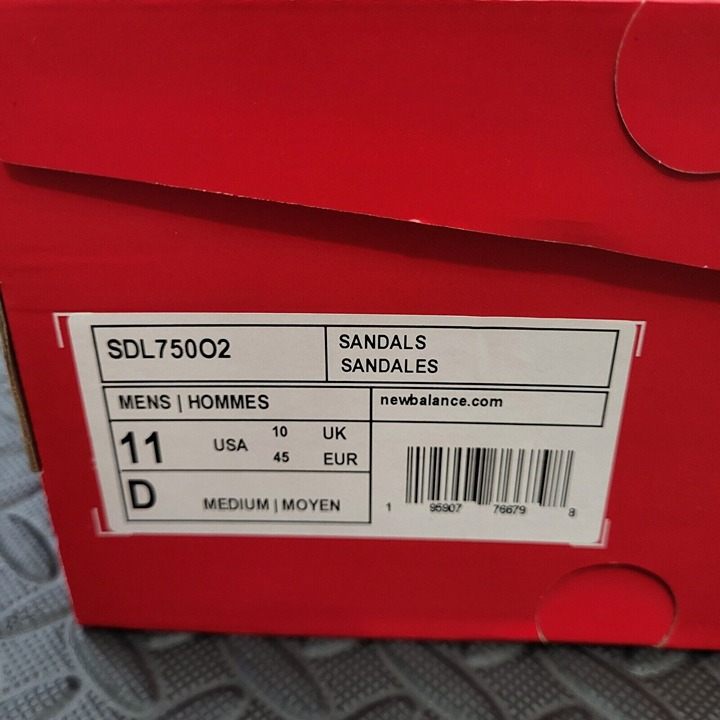 SDL750O2
SANDALS
SANDALES
MENS | HOMMES
newbalance.com
11 USA 10 UK
45 EUR
D MEDIUM | MOYEN
1 95907 76679 8